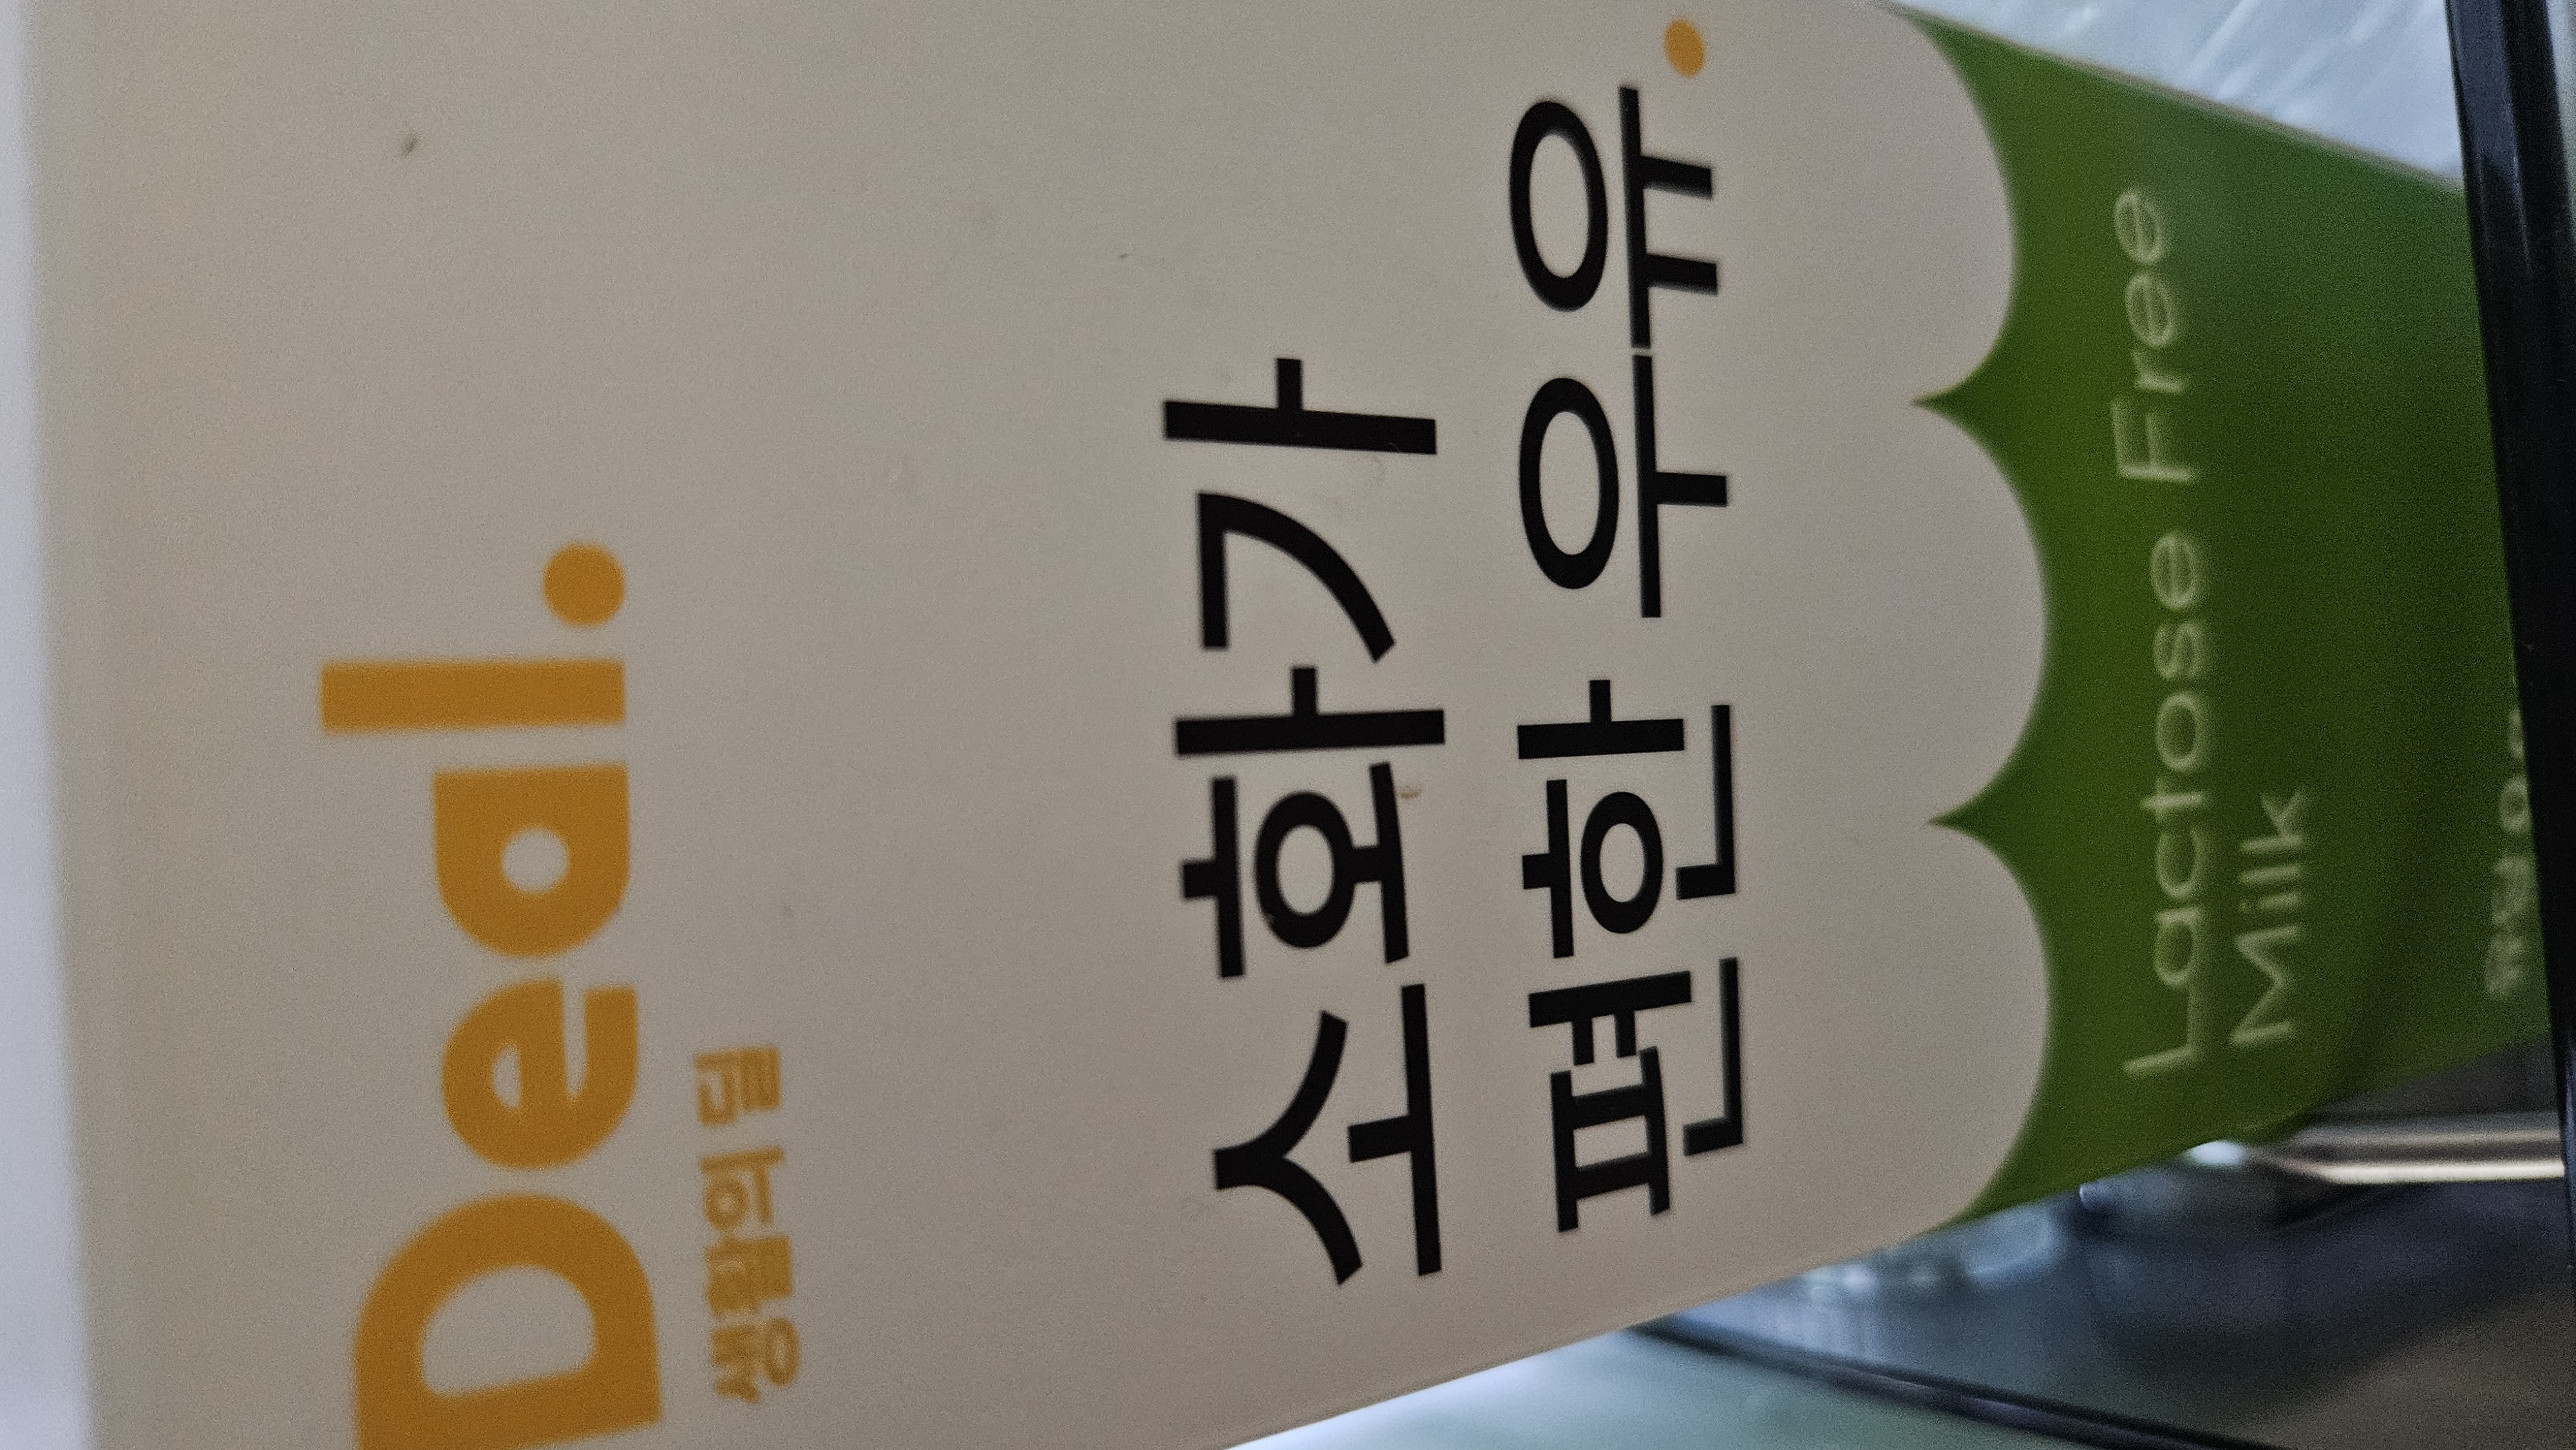 Deal.
생활의 딜
소화가
편한 우유.
Lactose Free
Milk